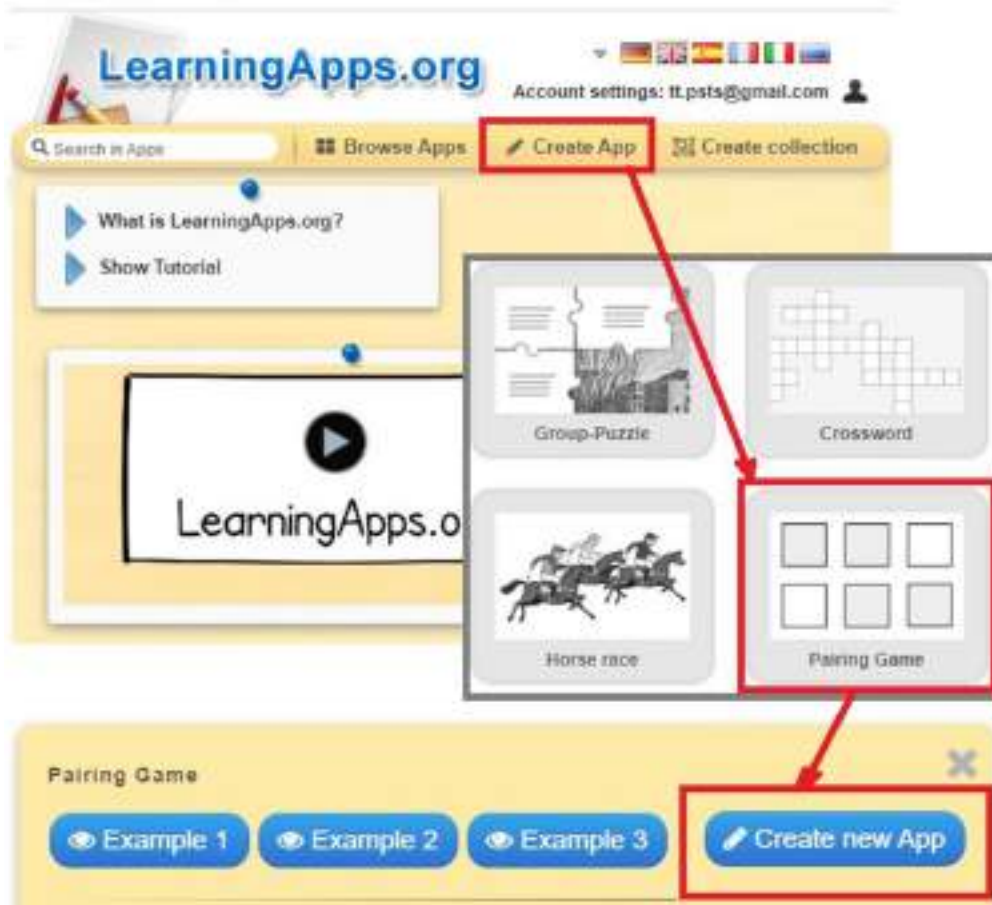 LearningApps.org
Account settings: tt.psts@gmail.com
Search in Apps
Browse Apps
Create App
Create collection
What is LearningApps.org?
Show Tutorial
LearningApps.o
Group-Puzzle
Crossword
Horse race
Pairing Game
Pairing Game
Example 1
Example 2
Example 3
Create new App